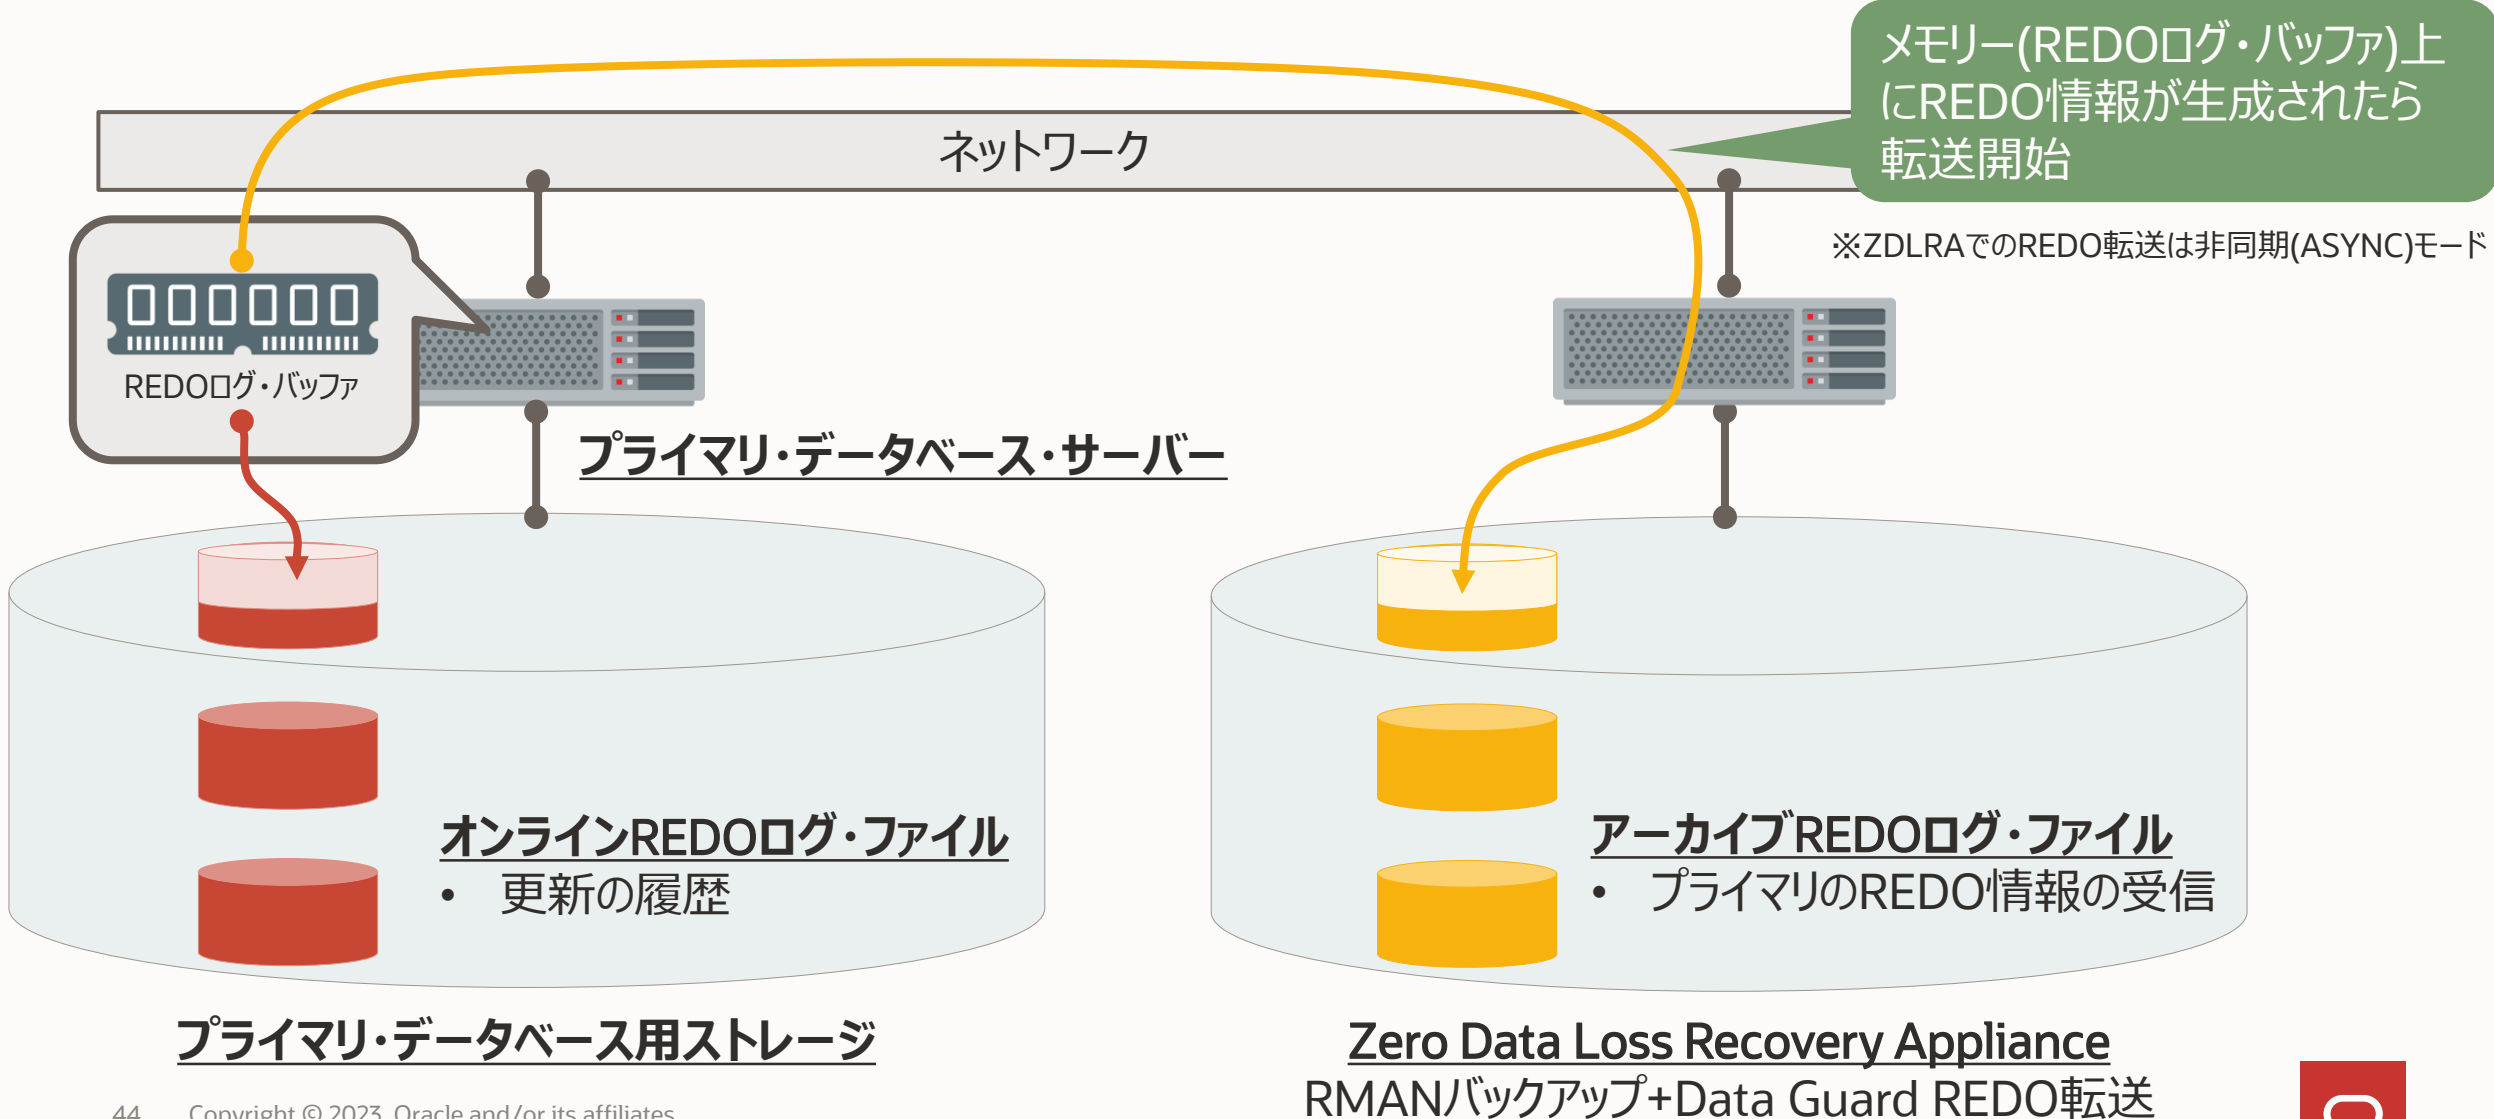 メモリー(REDOログ・バッファ)上
にREDO情報が生成されたら
転送開始
ネットワーク
※ZDLRAでのREDO転送は非同期(ASYNC)モード
REDOログ・バッファ
プライマリ・データベース・サーバー
オンラインREDOログ・ファイル
• 更新の履歴
アーカイブREDOログ・ファイル
• プライマリのREDO情報の受信
プライマリ・データベース用ストレージ
Zero Data Loss Recovery Appliance
RMANバックアップ+Data Guard REDO転送
44 Copyright © 2023, Oracle and/or its affiliates